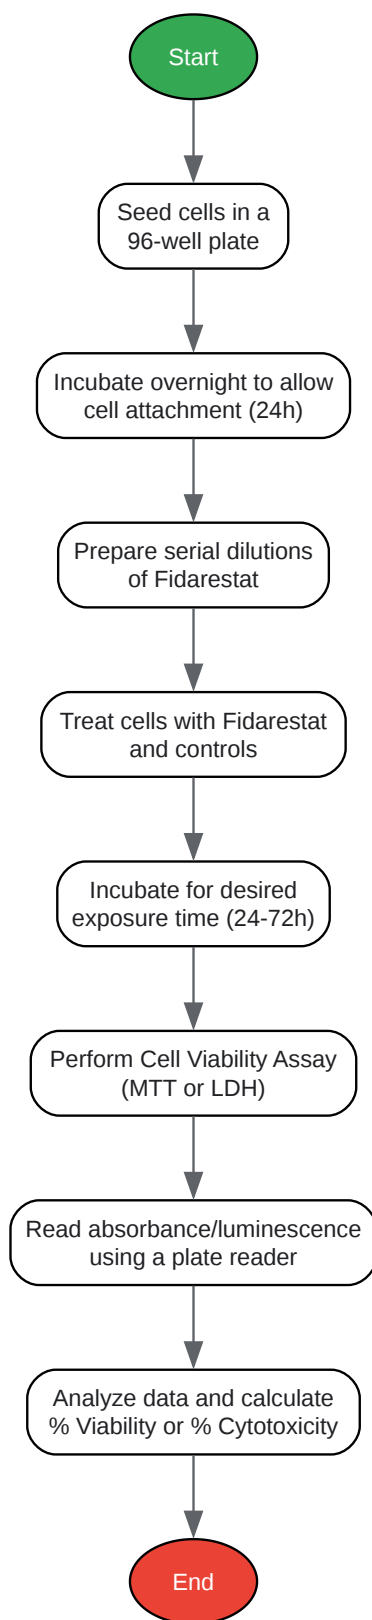 Start
Seed cells in a
96-well plate
Incubate overnight to allow
cell attachment (24h)
Prepare serial dilutions
of Fidarestat
Treat cells with Fidarestat
and controls
Incubate for desired
exposure time (24-72h)
Perform Cell Viability Assay
(MTT or LDH)
Read absorbance/luminescence
using a plate reader
Analyze data and calculate
% Viability or % Cytotoxicity
End